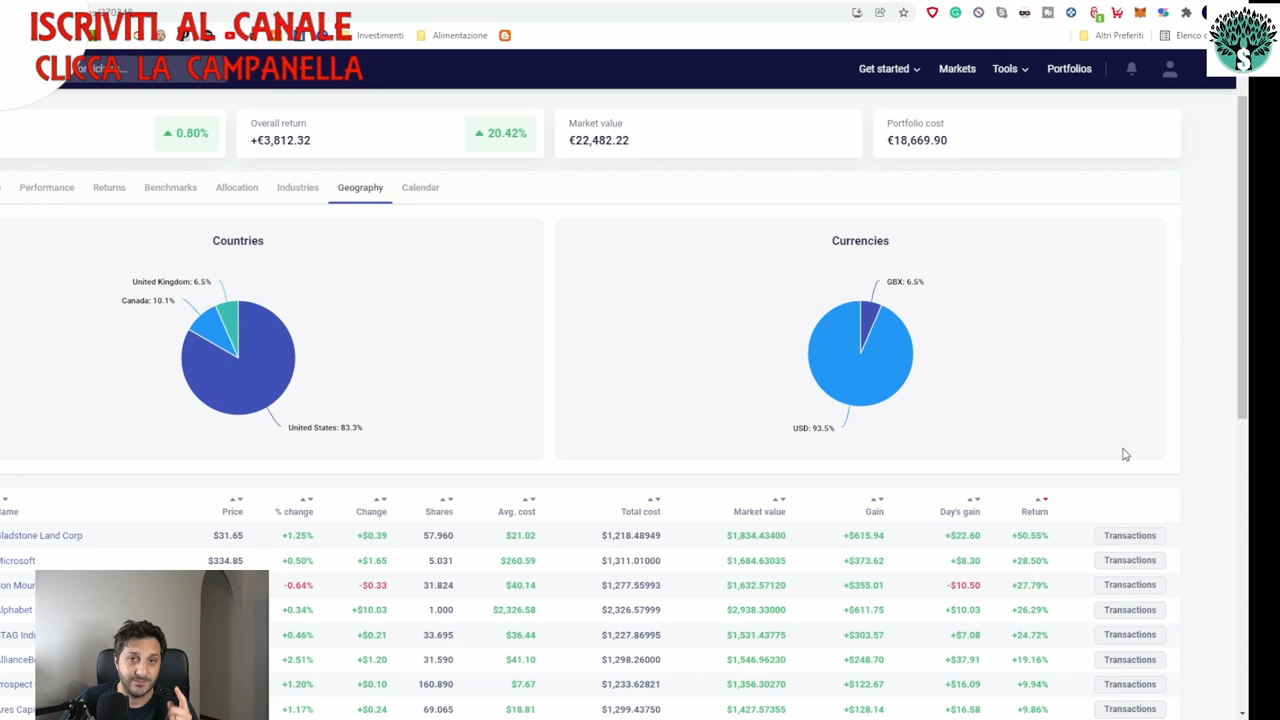 ISCRIVITI AL CANALE
CLICCA LA CAMPANELLA
Investimenti
Alimentazione
Altri Preferiti
Elenco
Get started
Markets
Tools
Portfolios
0.80%
Overall return
+€3,812.32
20.42%
Market value
€22,482.22
Portfolio cost
€18,669.90
Performance Returns Benchmarks Allocation Industries Geography Calendar
Countries
United Kingdom: 6.5%
Canada: 10.1%
United States: 83.3%
Currencies
GBX: 6.5%
USD: 93.5%
ame Price % change Change Shares Avg. cost Total cost Market value Gain Day's gain Return
Gladstone Land Corp $31.65 +1.25% +$0.39 57.960 $21.02 $1,218.48949 $1,834.43400 +$615.94 +$22.60 +50.55% Transactions
Microsoft $334.85 +0.50% +$1.65 5.031 $260.59 $1,311.01000 $1,684.63035 +$373.62 +$8.30 +28.50% Transactions
ron Moun -0.64% -$0.33 31.824 $40.14 $1,277.55993 $1,632.57120 +$355.01 -$10.50 +27.79% Transactions
Alphabet +0.34% +$10.03 1.000 $2,326.58 $2,326.57999 $2,938.33000 +$611.75 +$10.03 +26.29% Transactions
STAG Indu +0.46% +$0.21 33.695 $36.44 $1,227.86995 $1,531.43775 +$303.57 +$7.08 +24.72% Transactions
AllianceBe +2.51% +$1.20 31.590 $41.10 $1,298.26000 $1,546.96230 +$248.70 +$37.91 +19.16% Transactions
Prospect +1.20% +$0.10 160.890 $7.67 $1,233.62821 $1,356.30270 +$122.67 +$16.09 +9.94% Transactions
Ares Capi +1.17% +$0.24 69.065 $18.81 $1,299.43750 $1,427.57355 +$128.14 +$16.58 +9.86% Transactions